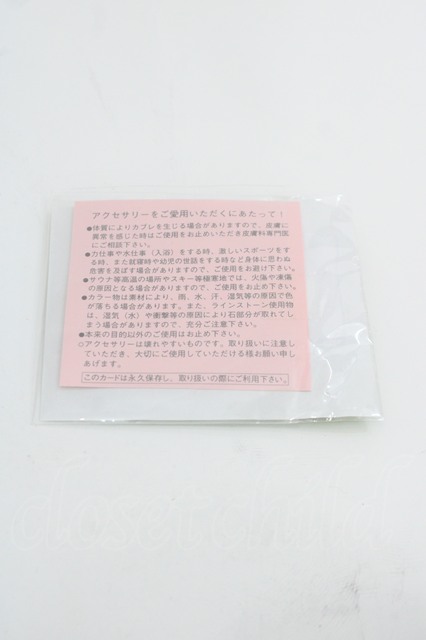 アクセサリーをご愛用いただくにあたって!
●体質によりカブレを生じる場合がありますので、皮膚に
異常を感じた時はご使用をお止めいただき皮膚科専門医
にご相談下さい。
●力仕事や水仕事(入浴)をする時、激しいスポーツをす
る時、また就寝時や幼児の世話をする時など身体に思わぬ
危害を及ぼす場合がありますので、ご使用をお避け下さい。
●サウナ等高温の場所やスキー等極寒地では、火傷や凍傷
の原因となる場合がありますので、ご使用をお止め下さい。
●カラー物は素材により、雨、水、汗、湿気等の原因で色
が落ちる場合があります。また、ラインストーン使用物
は、湿気(水)や衝撃等の原因により石部分が取れてし
まう場合がありますので、充分ご注意下さい。
●本来の目的以外のご使用はお止め下さい。
○アクセサリーは壊れやすいものです。取り扱いに注意し
ていただき、大切にご使用していただける様お願い申し
あげます。
このカードは永久保存し、取り扱いの際にご利用下さい。
closet child